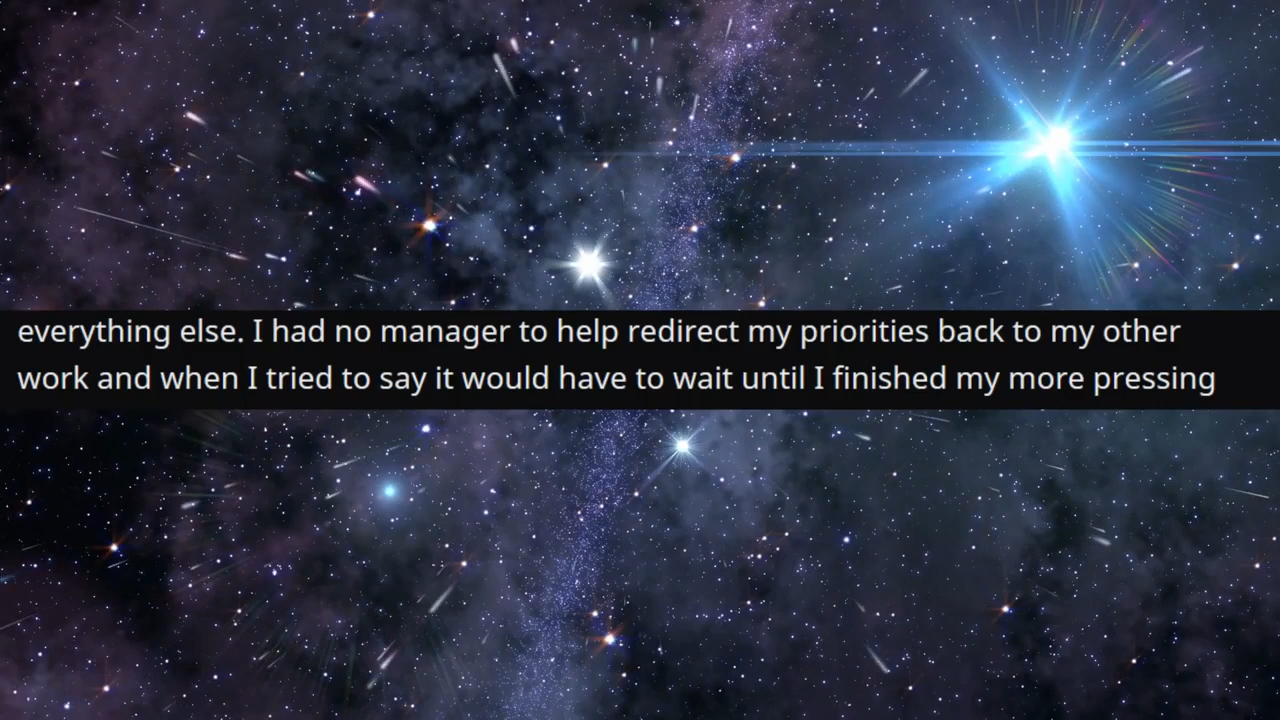 everything else. I had no manager to help redirect my priorities back to my other
work and when I tried to say it would have to wait until I finished my more pressing